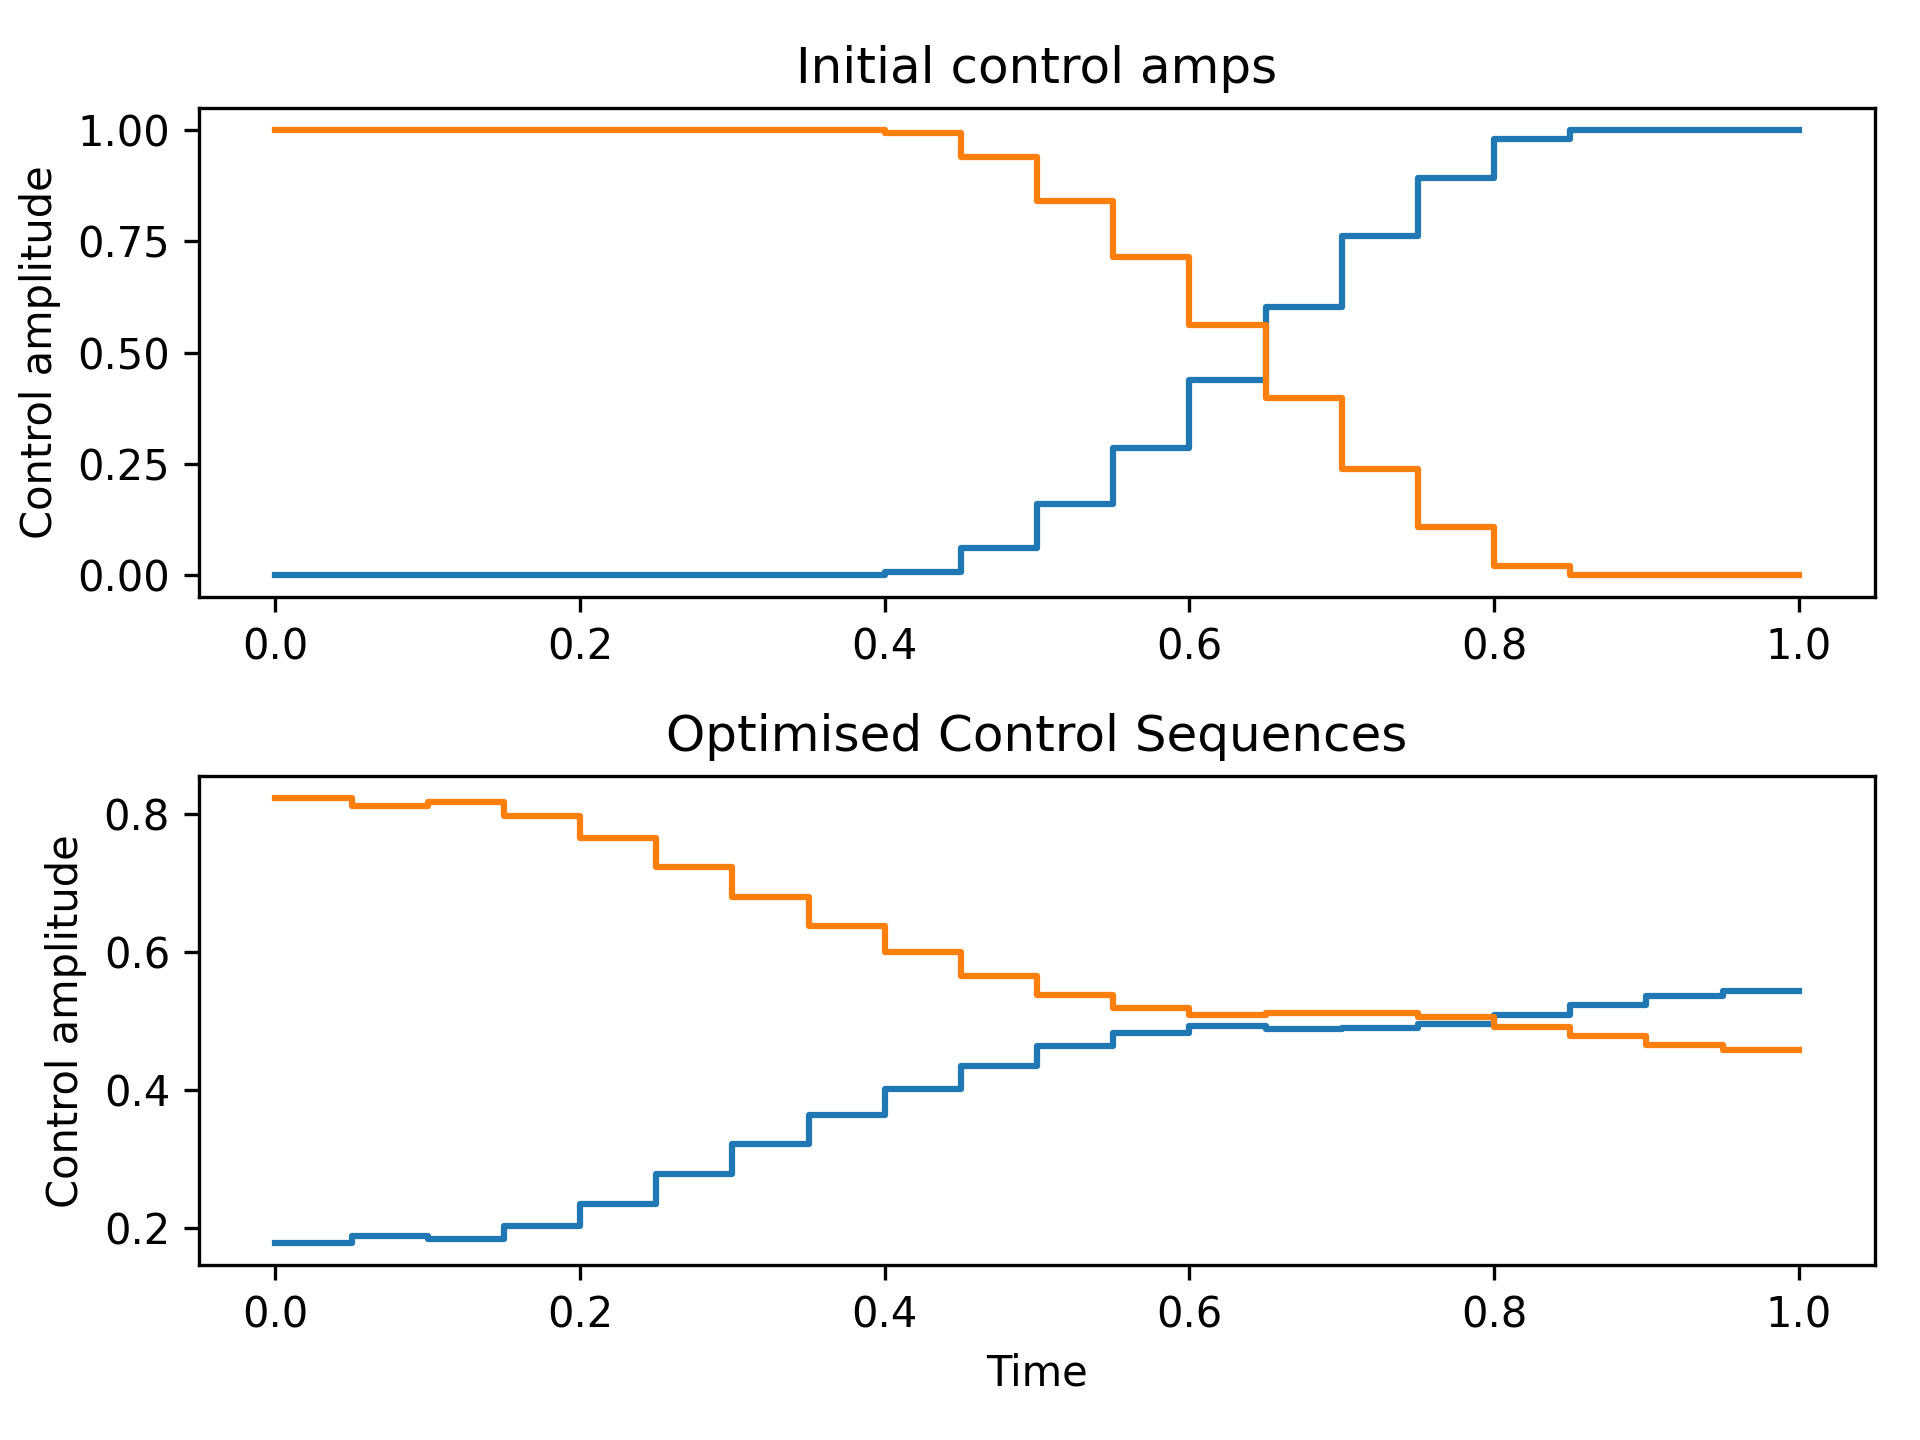 Initial control amps
Control amplitude
1.00
0.75
0.50
0.25
0.00
0.0 0.2 0.4 0.6 0.8 1.0
Optimised Control Sequences
Control amplitude
0.8
0.6
0.4
0.2
0.0 0.2 0.4 0.6 0.8 1.0
Time